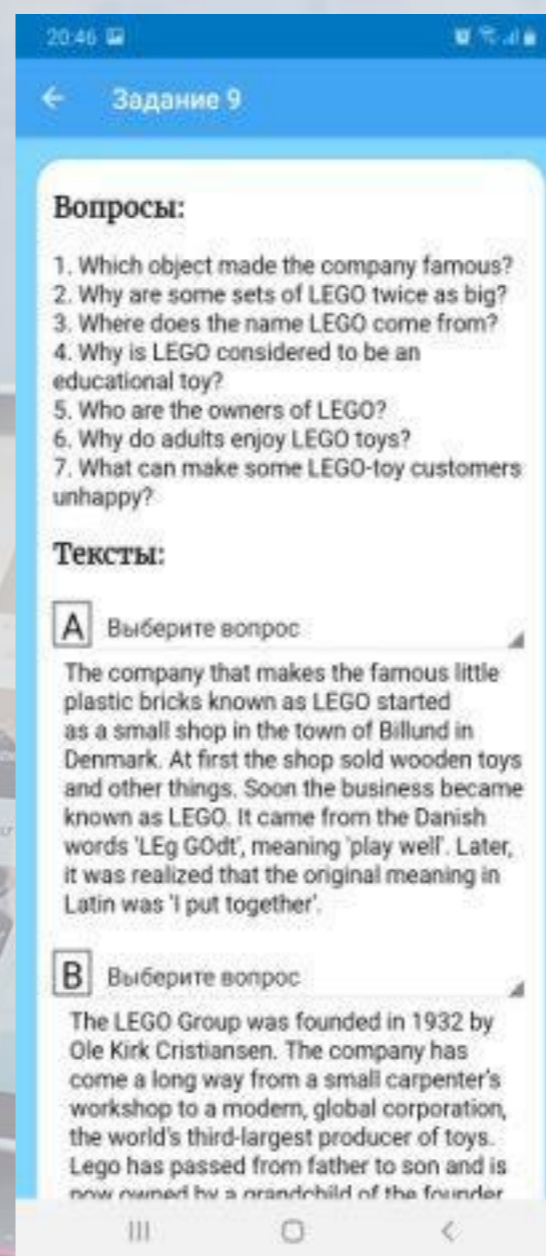 20:46
Задание 9
Вопросы:
1. Which object made the company famous?
2. Why are some sets of LEGO twice as big?
3. Where does the name LEGO come from?
4. Why is LEGO considered to be an
educational toy?
5. Who are the owners of LEGO?
6. Why do adults enjoy LEGO toys?
7. What can make some LEGO-toy customers
unhappy?
Тексты:
A Выберите вопрос
The company that makes the famous little
plastic bricks known as LEGO started
as a small shop in the town of Billund in
Denmark. At first the shop sold wooden toys
and other things. Soon the business became
known as LEGO. It came from the Danish
words 'LEg GOdt', meaning 'play well'. Later,
it was realized that the original meaning in
Latin was 'I put together'.
B Выберите вопрос
The LEGO Group was founded in 1932 by
Ole Kirk Cristiansen. The company has
come a long way from a small carpenter's
workshop to a modern, global corporation,
the world's third-largest producer of toys.
Lego has passed from father to son and is
now owned by a grandchild of the founder